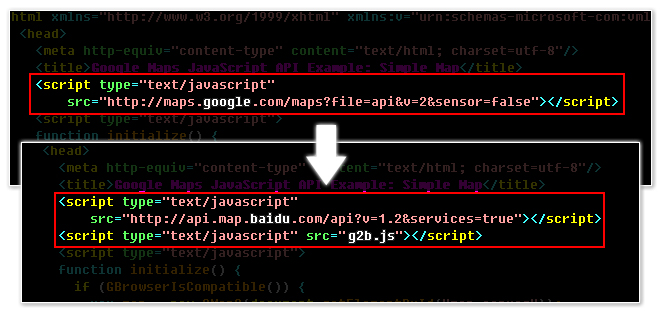 html xmlns="http://www.w3.org/1999/xhtml" xmlns:v="urn:schemas-microsoft-com:vml
<head>
<meta http-equiv="content-type" content="text/html; charset=utf-8"/>
<title>Google Maps JavaScript API Example: Simple Map</title>
<script type="text/javascript"
src="http://maps.google.com/maps?file=api&v=2&sensor=false"></script>
<script type="text/javascript">
function initialize() {
<head>
<meta http-equiv="content-type" content="text/html; charset=utf-8"/>
<title>Google Maps JavaScript API Example: Simple Map</title>
<script type="text/javascript"
src="http://api.map.baidu.com/api?v=1.2&services=true"></script>
<script type="text/javascript" src="g2b.js"></script>
<script type="text/javascript">
function initialize() {
if (GBrowserIsCompatible()) {